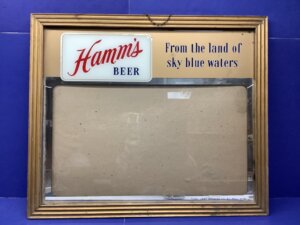 Hamm's
BEER
From the land of
sky blue waters